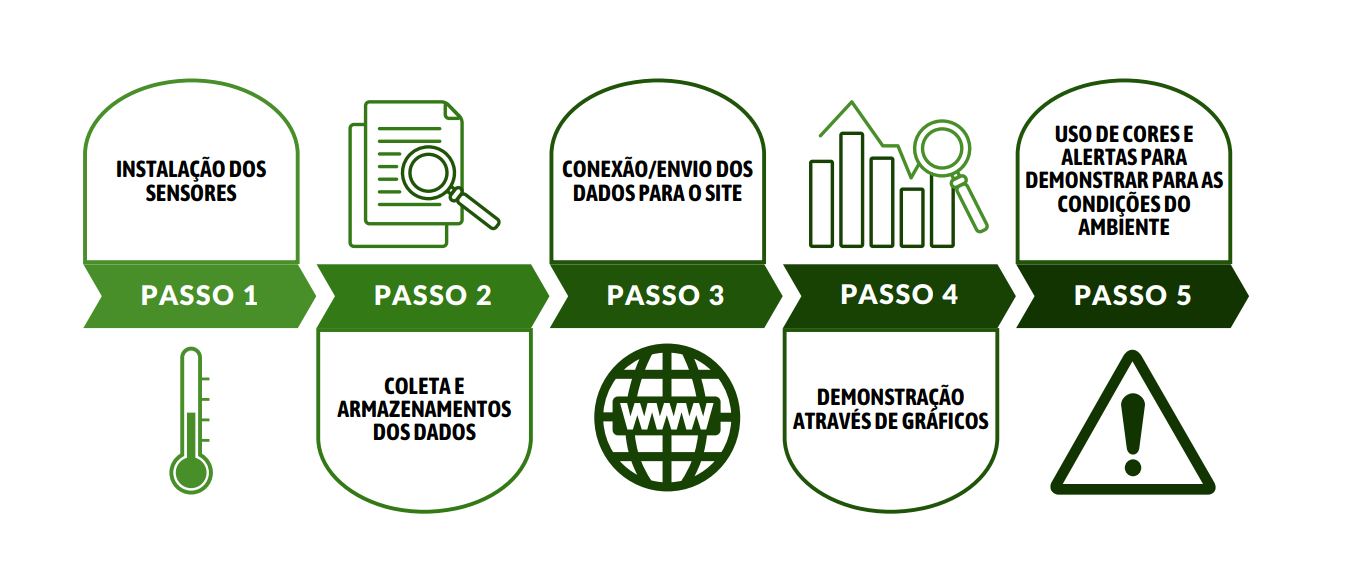 INSTALAÇÃO DOS
SENSORES
PASSO 1
PASSO 2
COLETA E
ARMAZENAMENTOS
DOS DADOS
CONEXÃO/ENVIO DOS
DADOS PARA O SITE
PASSO 3
WWW
PASSO 4
DEMONSTRAÇÃO
ATRAVÉS DE GRÁFICOS
USO DE CORES E
ALERTAS PARA
DEMONSTRAR PARA AS
CONDIÇÕES DO
AMBIENTE
PASSO 5